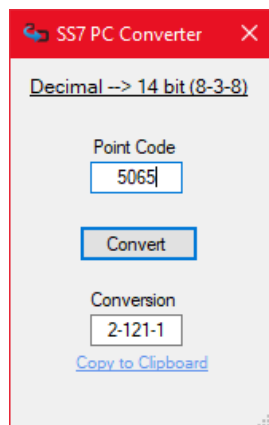 SS7 PC Converter
Decimal --> 14 bit (8-3-8)
Point Code
5065
Convert
Conversion
2-121-1
Copy to Clipboard